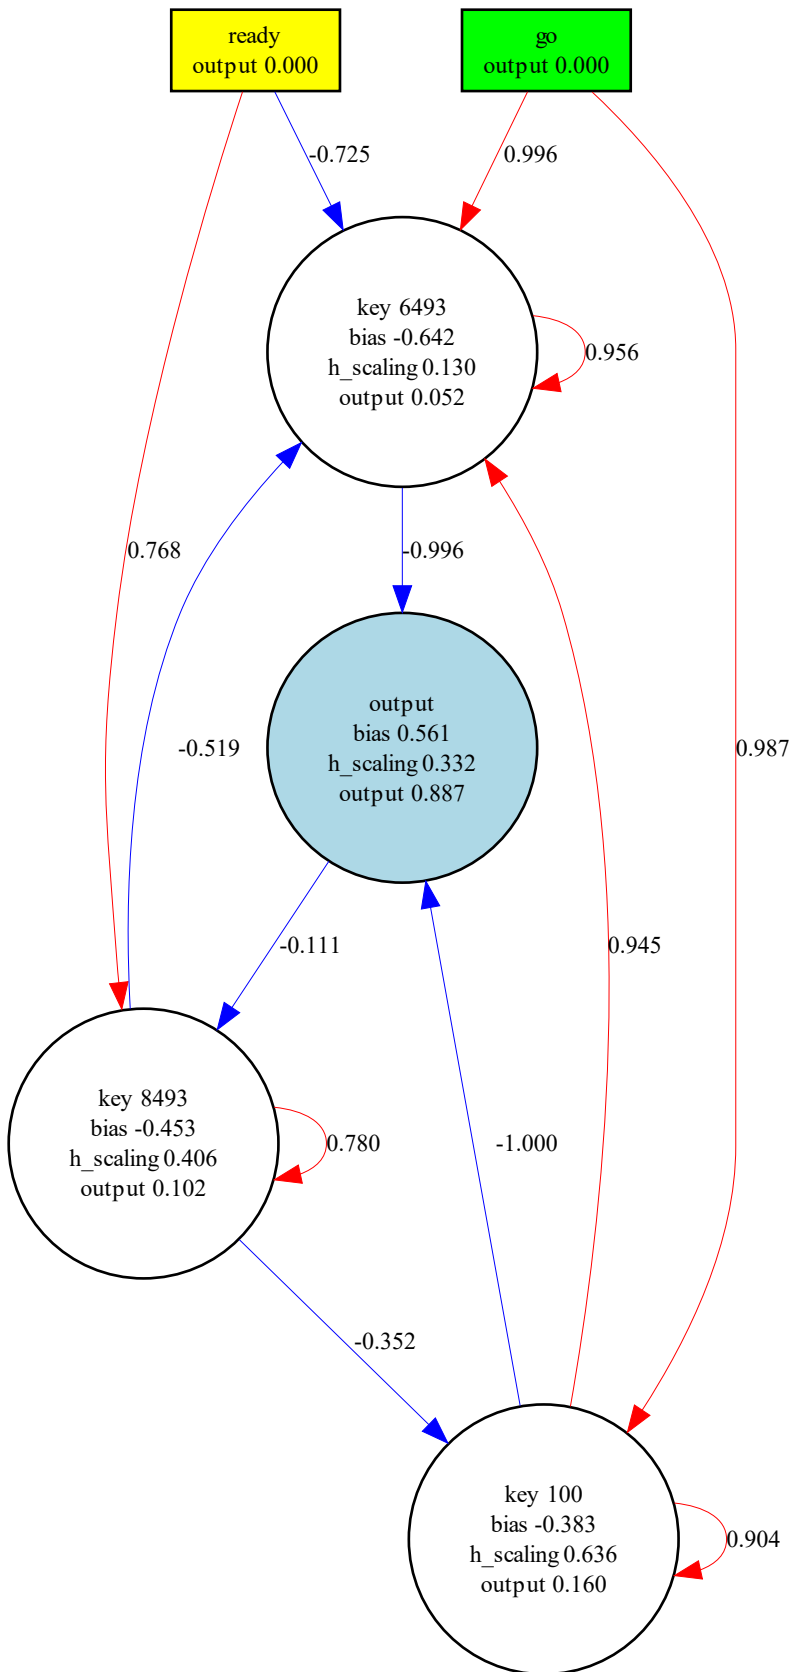 ready
output 0.000
go
output 0.000
-0.725
0.996
key 6493
bias -0.642
h_scaling 0.130
output 0.052
0.956
0.768
-0.996
output
bias 0.561
h_scaling 0.332
output 0.887
-0.519
0.987
-0.111
0.945
key 8493
bias -0.453
h_scaling 0.406
output 0.102
0.780
-1.000
-0.352
key 100
bias -0.383
h_scaling 0.636
output 0.160
0.904